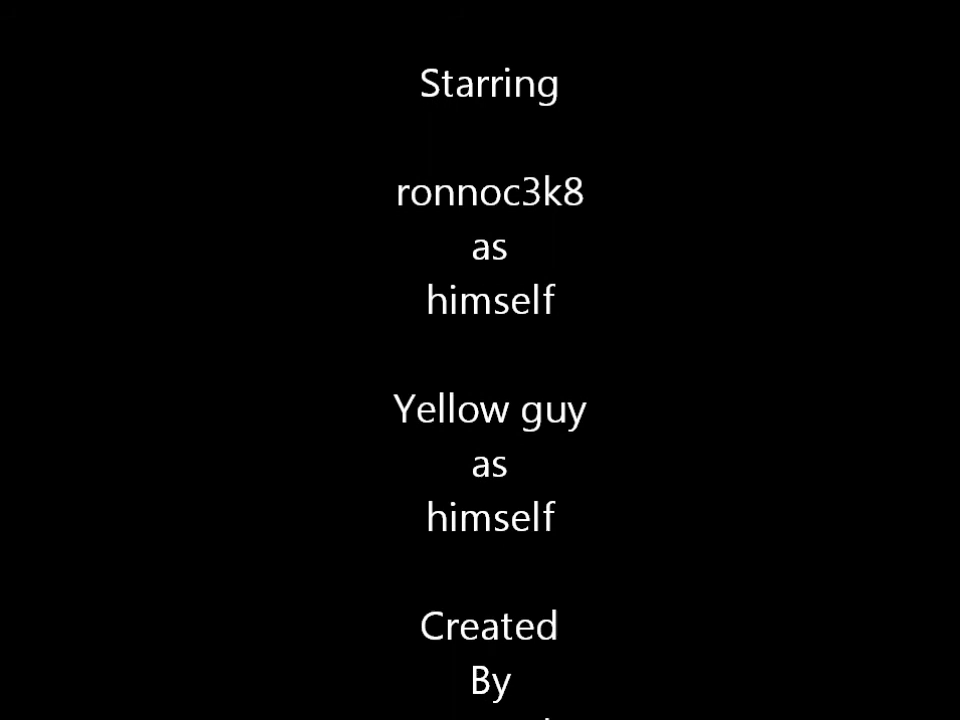 Starring
ronnoc3k8
as
himself
Yellow guy
as
himself
Created
By